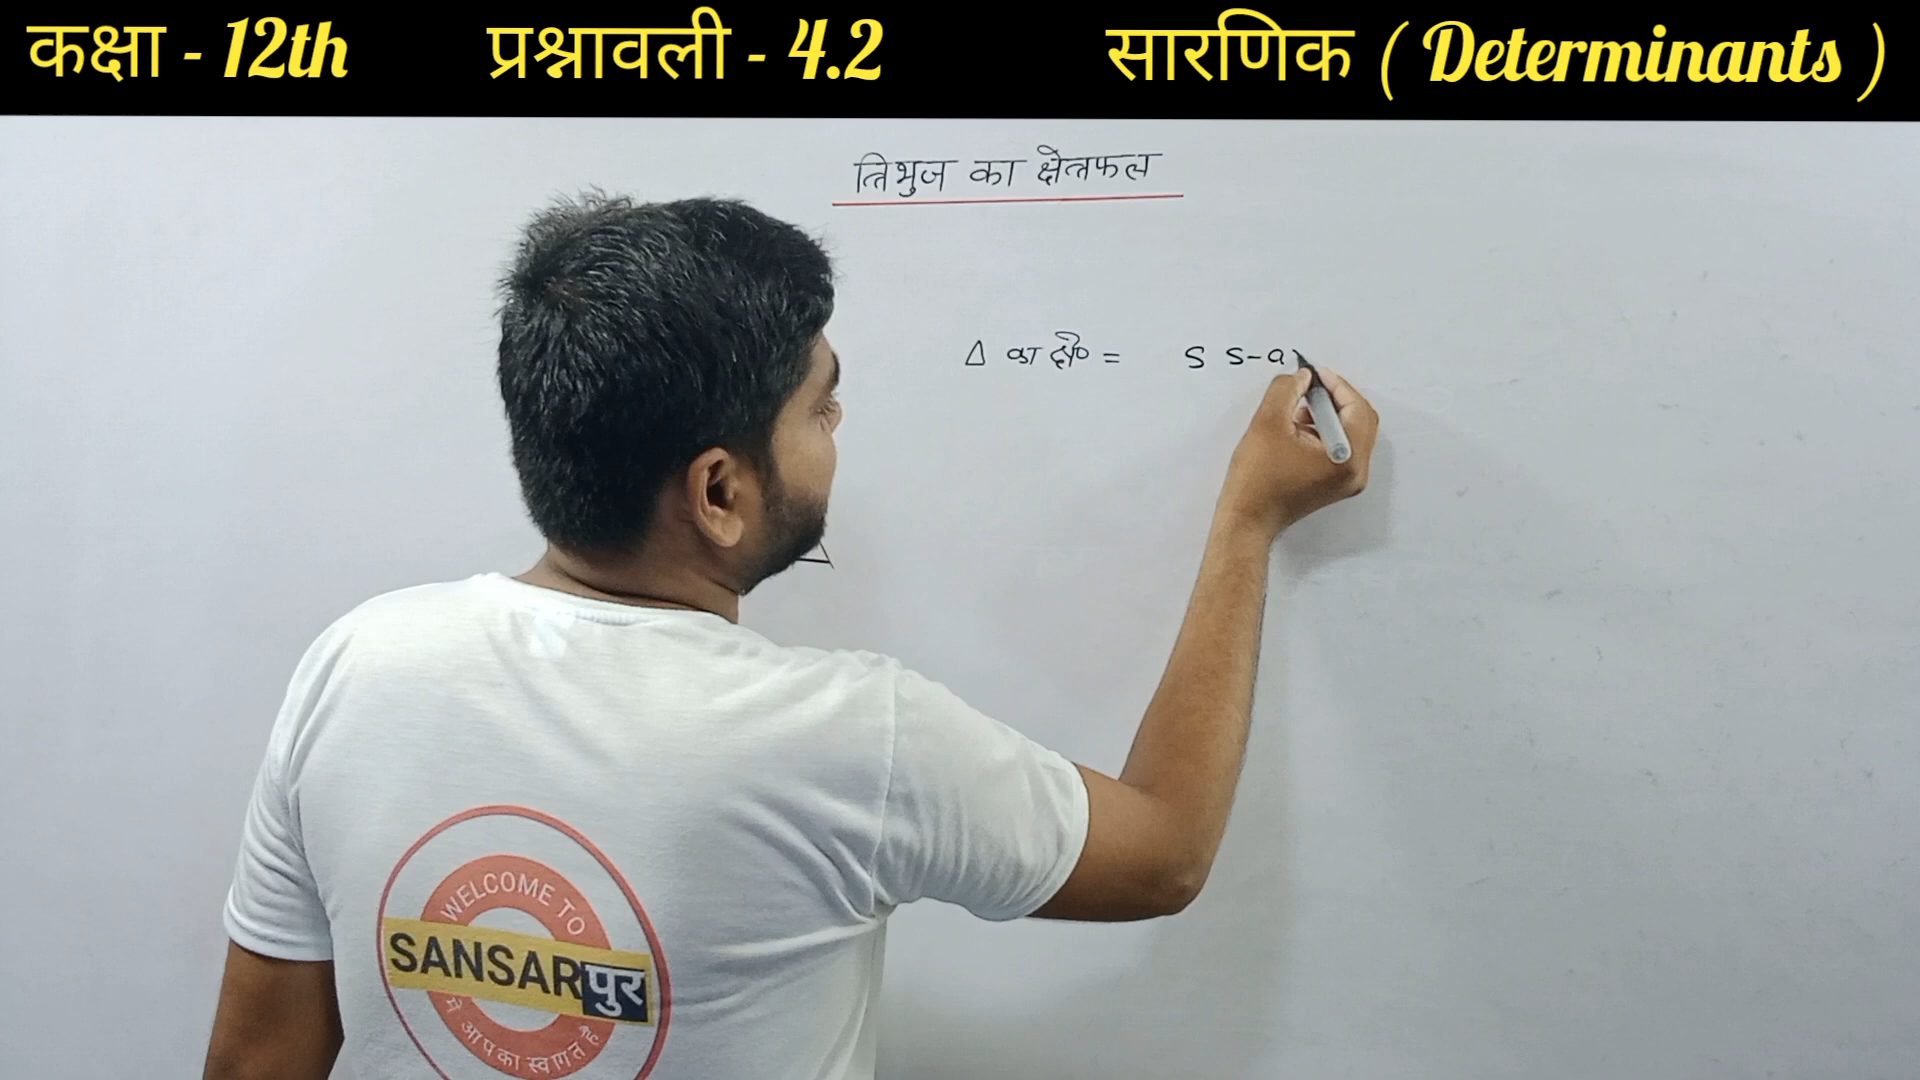 कक्षा - 12th प्रश्नावली - 4.2 सारणिक ( Determinants )
त्रिभुज का क्षेत्रफल
Δ का क्षे० = S S-a
WELCOME TO
SANSARपुर
में आपका स्वागत है